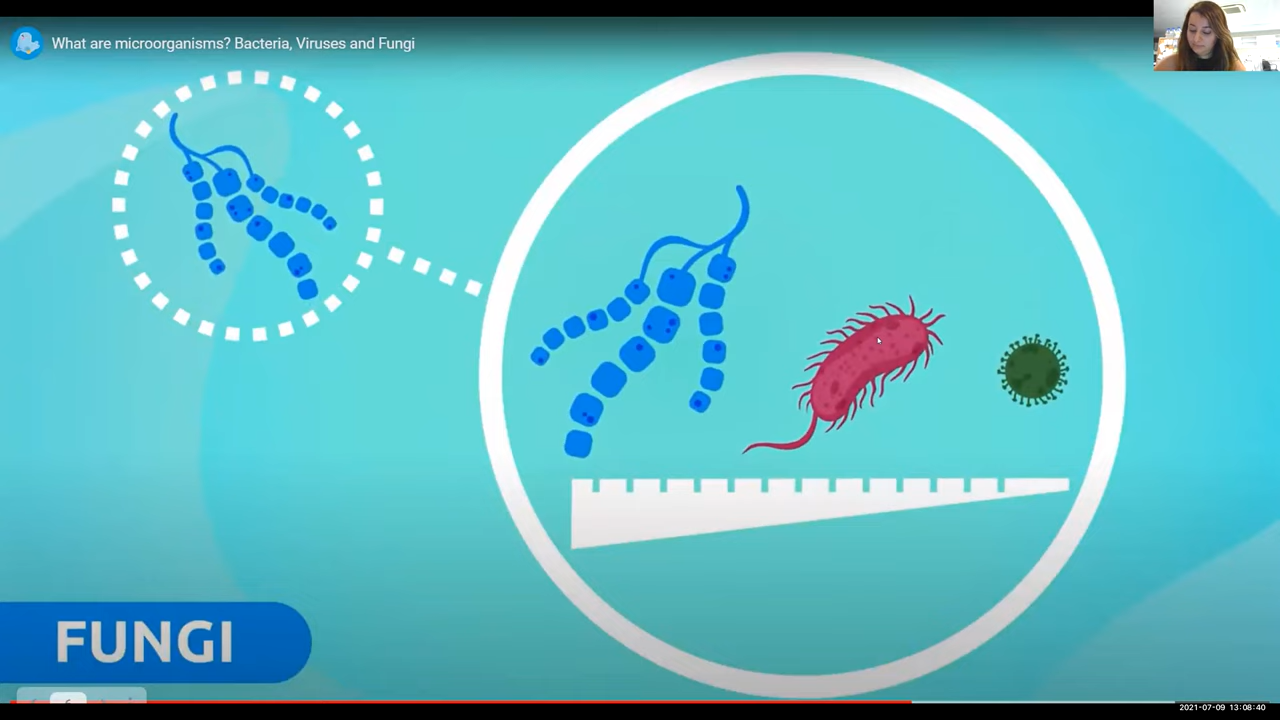 What are microorganisms? Bacteria, Viruses and Fungi
FUNGI
2021-07-09 13:08:40